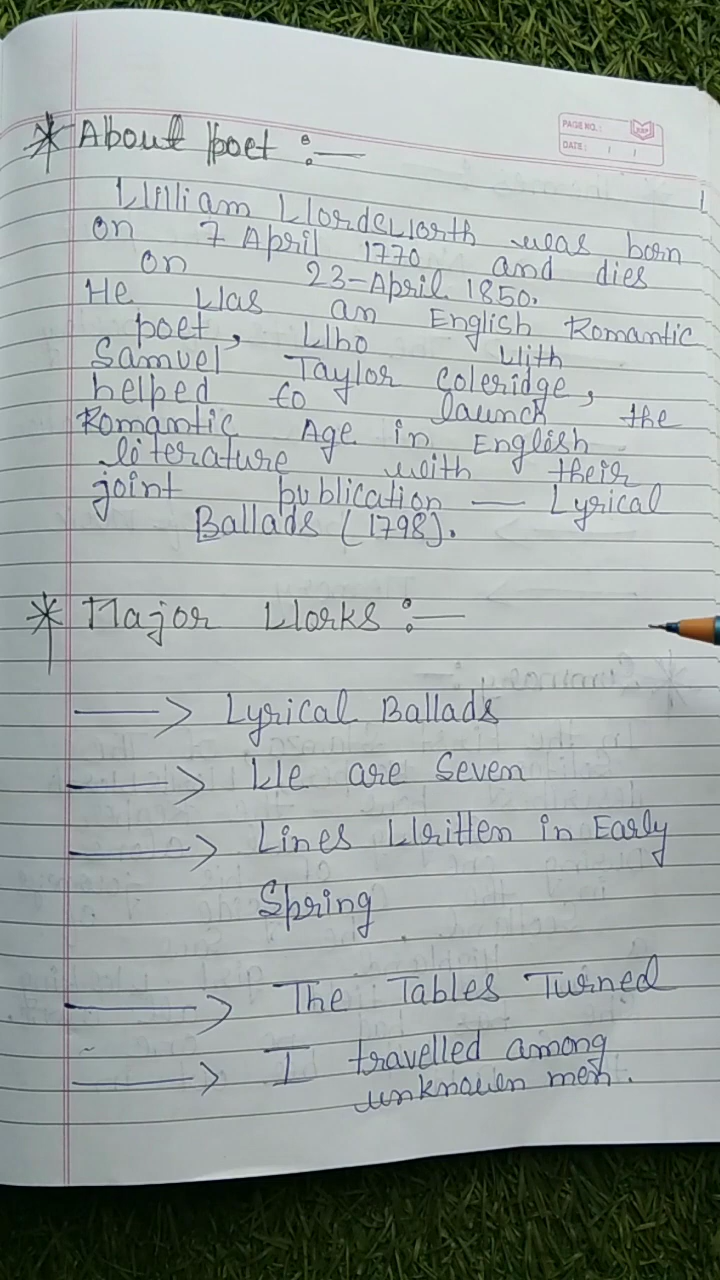 * About poet :—
PAGE NO.:
DATE: / /
William Wordsworth was born
on 7 April 1770 and dies
on 23-April 1850.
He was an English Romantic
poet, who with
Samuel Taylor Coleridge,
helped to launch the
Romantic Age in English
literature with their
joint publication — Lyrical
Ballads (1798).
* Major Works :—
→ Lyrical Ballads
→ We are Seven
→ Lines Written in Early
Spring
→ The Tables Turned
→ I travelled among
unknown men.